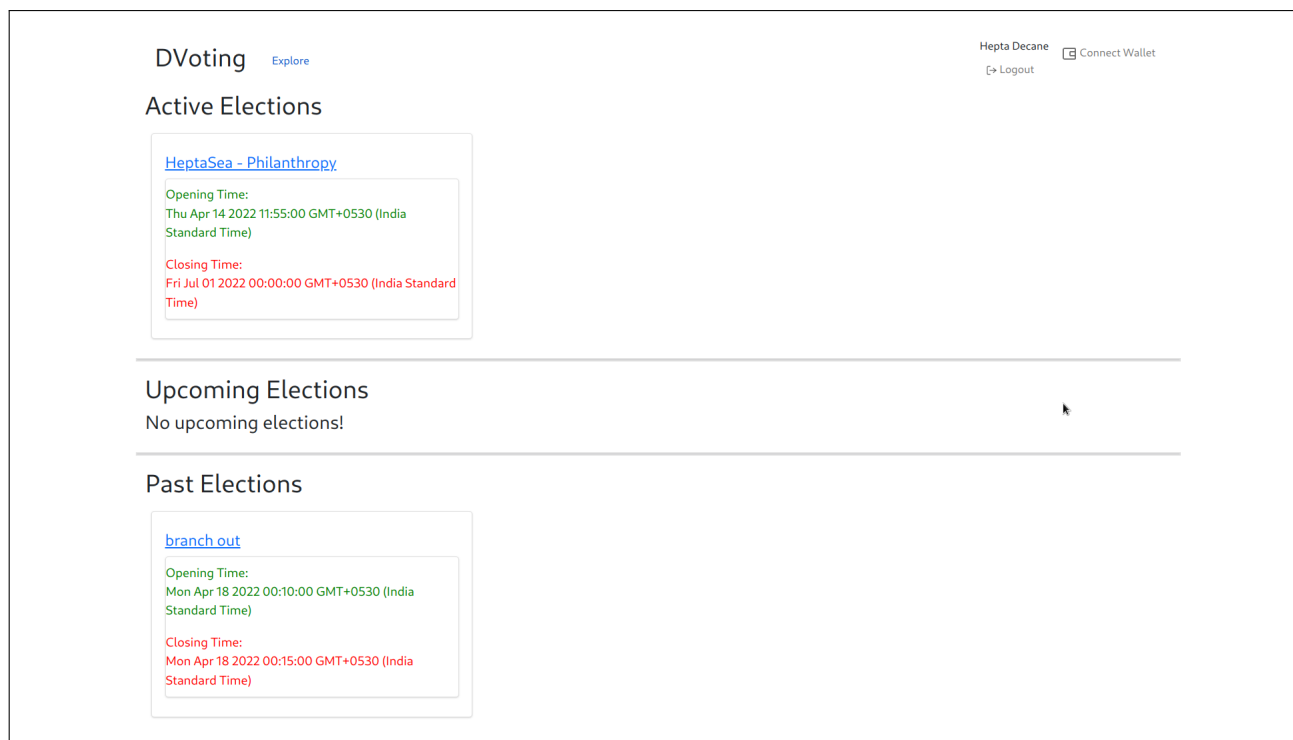 DVoting
Explore
Hepta Decane
Connect Wallet
Logout
Active Elections
HeptaSea - Philanthropy
Opening Time:
Thu Apr 14 2022 11:55:00 GMT+0530 (India
Standard Time)
Closing Time:
Fri Jul 01 2022 00:00:00 GMT+0530 (India Standard
Time)
Upcoming Elections
No upcoming elections!
Past Elections
branch out
Opening Time:
Mon Apr 18 2022 00:10:00 GMT+0530 (India
Standard Time)
Closing Time:
Mon Apr 18 2022 00:15:00 GMT+0530 (India
Standard Time)